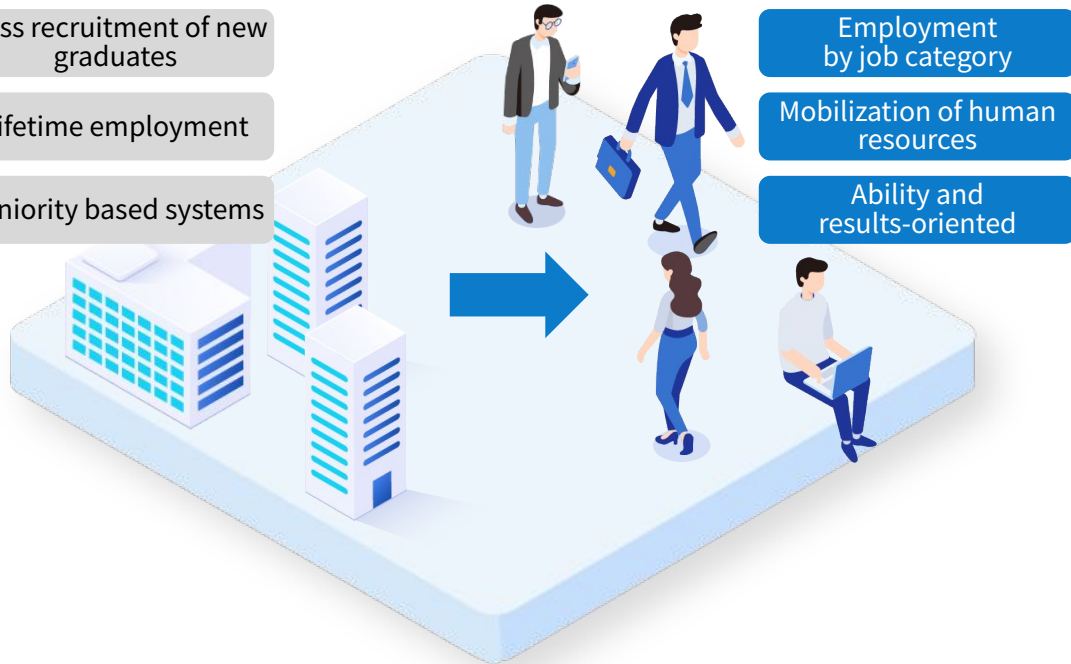 ss recruitment of new
graduates
ifetime employment
niority based systems
Employment
by job category
Mobilization of human
resources
Ability and
results-oriented